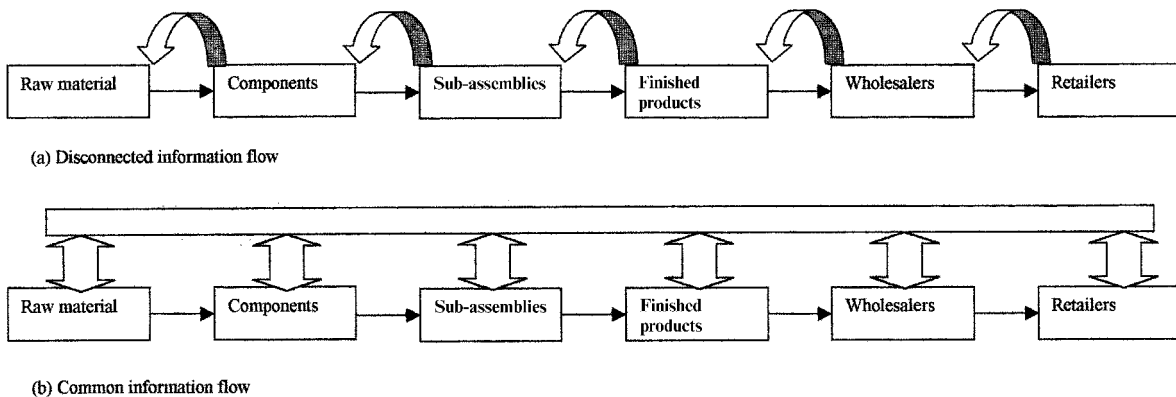 Raw material
Components
Sub-assemblies
Finished
products
Wholesalers
Retailers
(a) Disconnected information flow
Raw material
Components
Sub-assemblies
Finished
products
Wholesalers
Retailers
(b) Common information flow